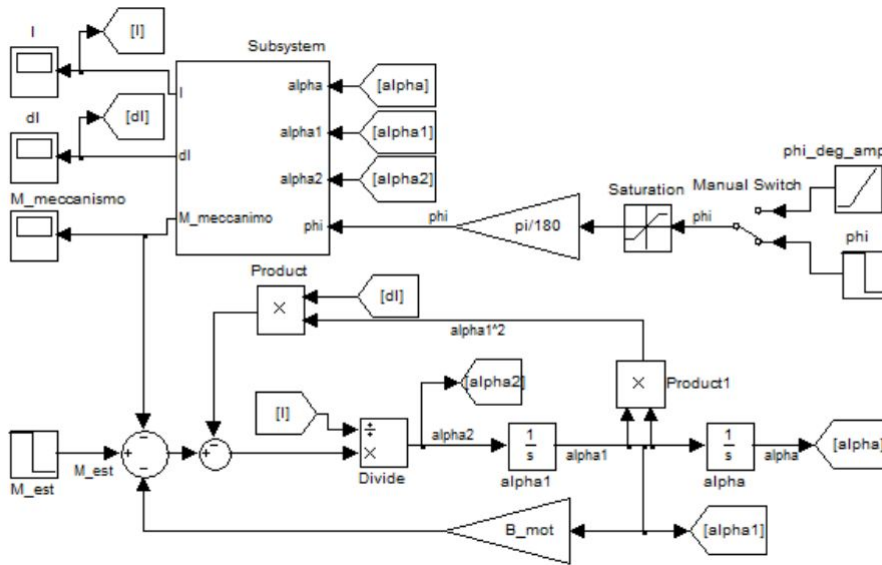 I
[I]
Subsystem
I
dI
M_meccanimo
alpha
alpha1
alpha2
phi
[alpha]
[alpha1]
[alpha2]
dI
[dI]
M_meccanismo
phi
pi/180
Saturation
phi
Manual Switch
phi_deg_amp
phi
Product
×
[dI]
alpha1^2
×
Product1
[alpha2]
[I]
÷
×
Divide
alpha2
1
s
alpha1
alpha1
1
s
alpha
alpha
[alpha]
M_est
M_est
+
−
−
−
+
B_mot
[alpha1]